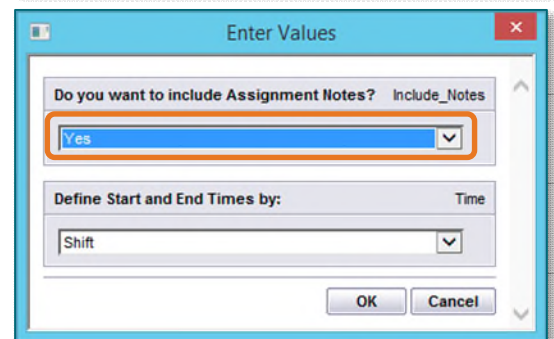 Enter Values
Do you want to include Assignment Notes? Include_Notes
Yes
Define Start and End Times by: Time
Shift
OK Cancel